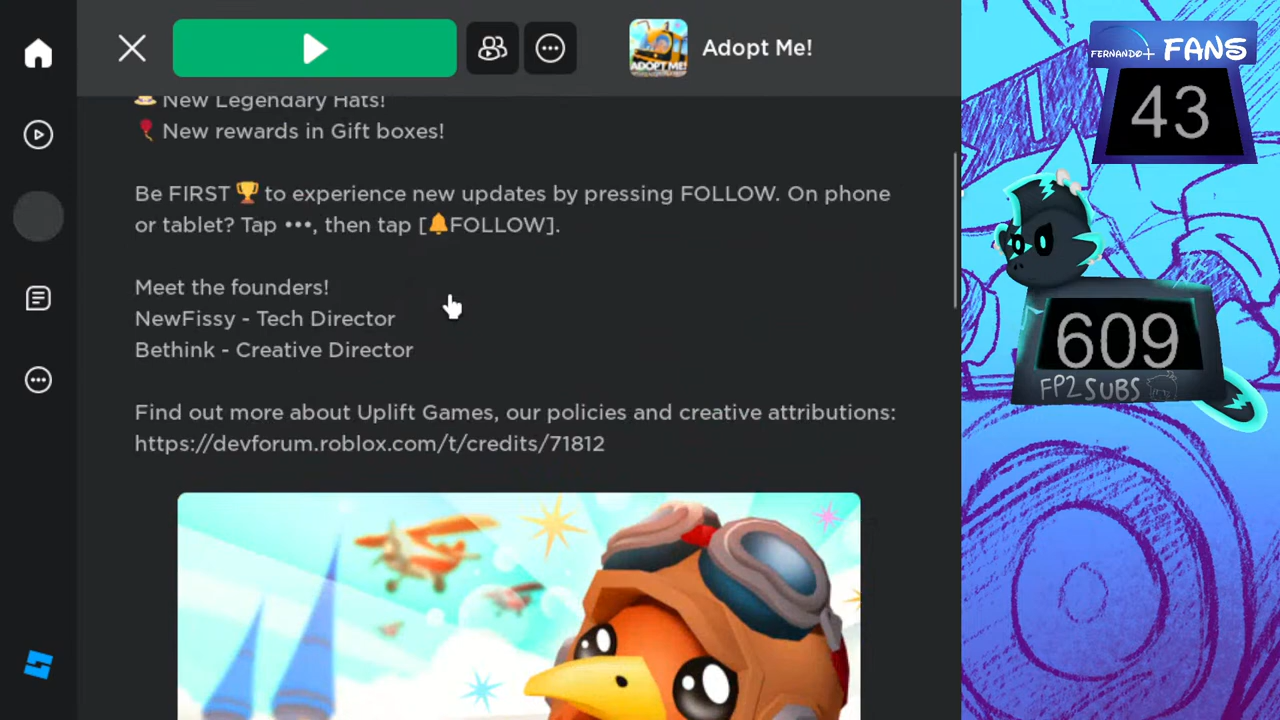 Adopt Me!
ADOPT ME!
New Legendary Hats!
New rewards in Gift boxes!
Be FIRST 🏆 to experience new updates by pressing FOLLOW. On phone
or tablet? Tap •••, then tap [🔔FOLLOW].
Meet the founders!
NewFissy - Tech Director
Bethink - Creative Director
Find out more about Uplift Games, our policies and creative attributions:
https://devforum.roblox.com/t/credits/71812
FERNANDO+ FANS
43
609
FP2SUBS